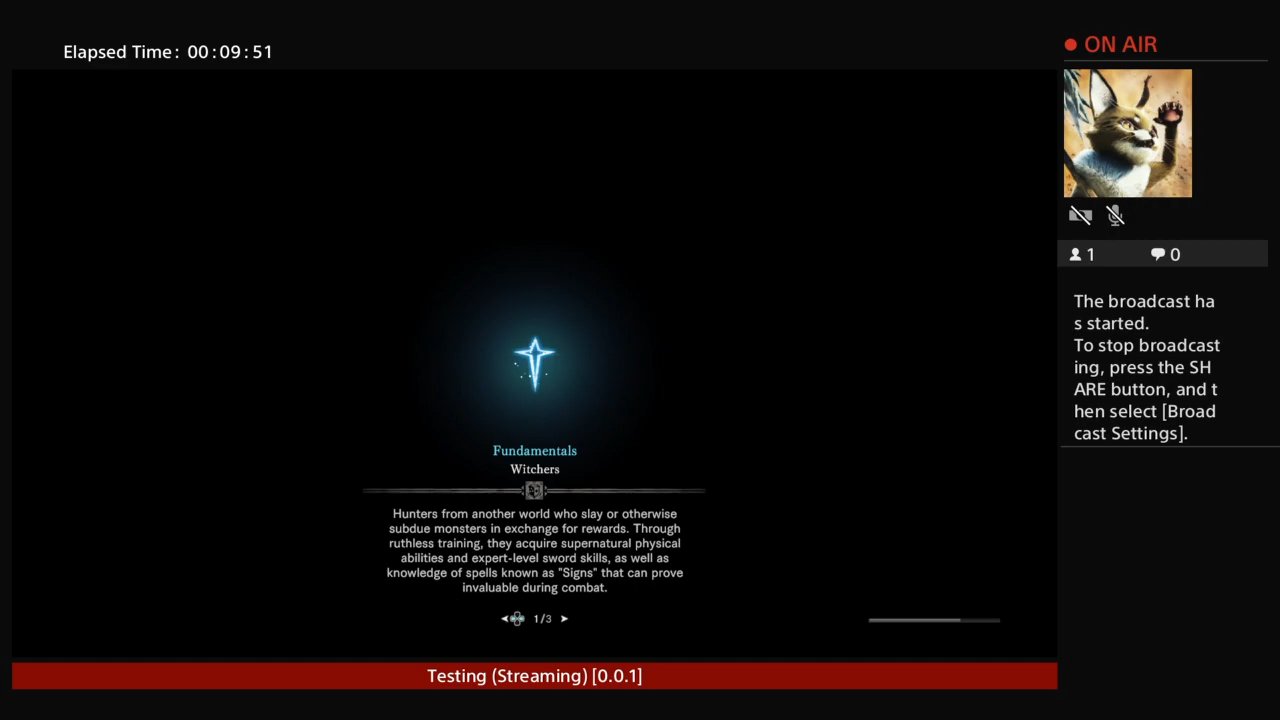 Elapsed Time: 00:09:51
ON AIR
1 0
The broadcast ha
s started.
To stop broadcast
ing, press the SH
ARE button, and t
hen select [Broad
cast Settings].
Fundamentals
Witchers
Hunters from another world who slay or otherwise
subdue monsters in exchange for rewards. Through
ruthless training, they acquire supernatural physical
abilities and expert-level sword skills, as well as
knowledge of spells known as "Signs" that can prove
invaluable during combat.
1/3
Testing (Streaming) [0.0.1]